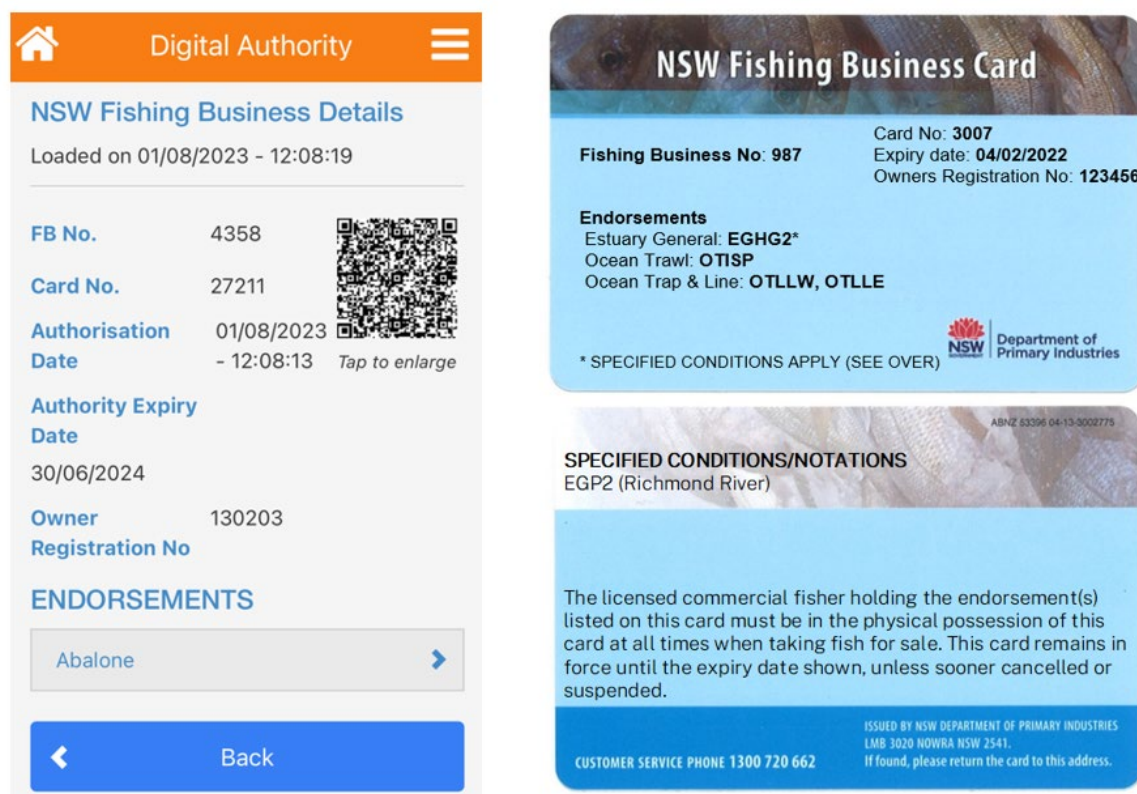 Digital Authority
NSW Fishing Business Details
Loaded on 01/08/2023 - 12:08:19
FB No. 4358
Card No. 27211
Authorisation Date 01/08/2023 - 12:08:13
Tap to enlarge
Authority Expiry Date
30/06/2024
Owner Registration No 130203
ENDORSEMENTS
Abalone
Back
NSW Fishing Business Card
Card No: 3007
Fishing Business No: 987
Expiry date: 04/02/2022
Owners Registration No: 123456
Endorsements
Estuary General: EGHG2*
Ocean Trawl: OTISP
Ocean Trap & Line: OTLLW, OTLLE
* SPECIFIED CONDITIONS APPLY (SEE OVER)
NSW
GOVERNMENT
Department of
Primary Industries
ABNZ 53396 04-13-3002775
SPECIFIED CONDITIONS/NOTATIONS
EGP2 (Richmond River)
The licensed commercial fisher holding the endorsement(s)
listed on this card must be in the physical possession of this
card at all times when taking fish for sale. This card remains in
force until the expiry date shown, unless sooner cancelled or
suspended.
CUSTOMER SERVICE PHONE 1300 720 662
ISSUED BY NSW DEPARTMENT OF PRIMARY INDUSTRIES
LMB 3020 NOWRA NSW 2541.
If found, please return the card to this address.